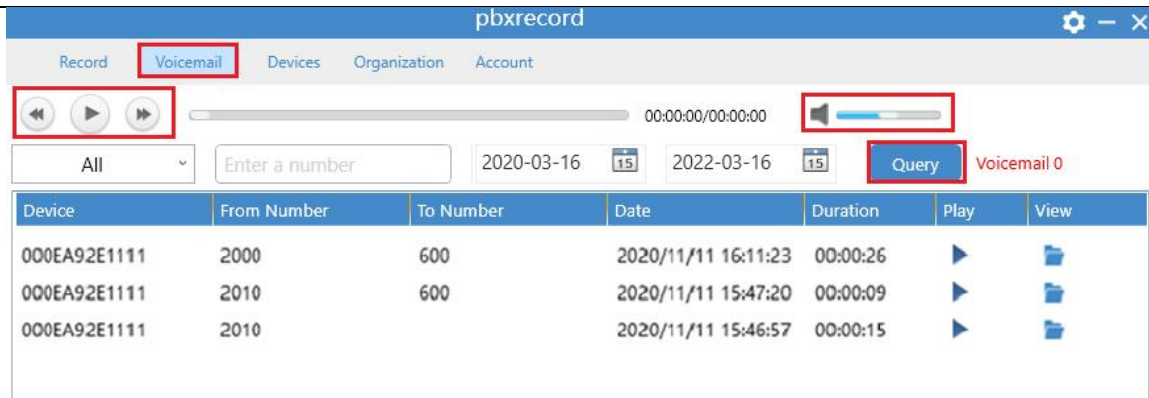 pbxrecord
Record Voicemail Devices Organization Account
00:00:00/00:00:00
All Enter a number 2020-03-16 15 2022-03-16 15 Query Voicemail 0
Device From Number To Number Date Duration Play View
000EA92E1111 2000 600 2020/11/11 16:11:23 00:00:26
000EA92E1111 2010 600 2020/11/11 15:47:20 00:00:09
000EA92E1111 2010 2020/11/11 15:46:57 00:00:15